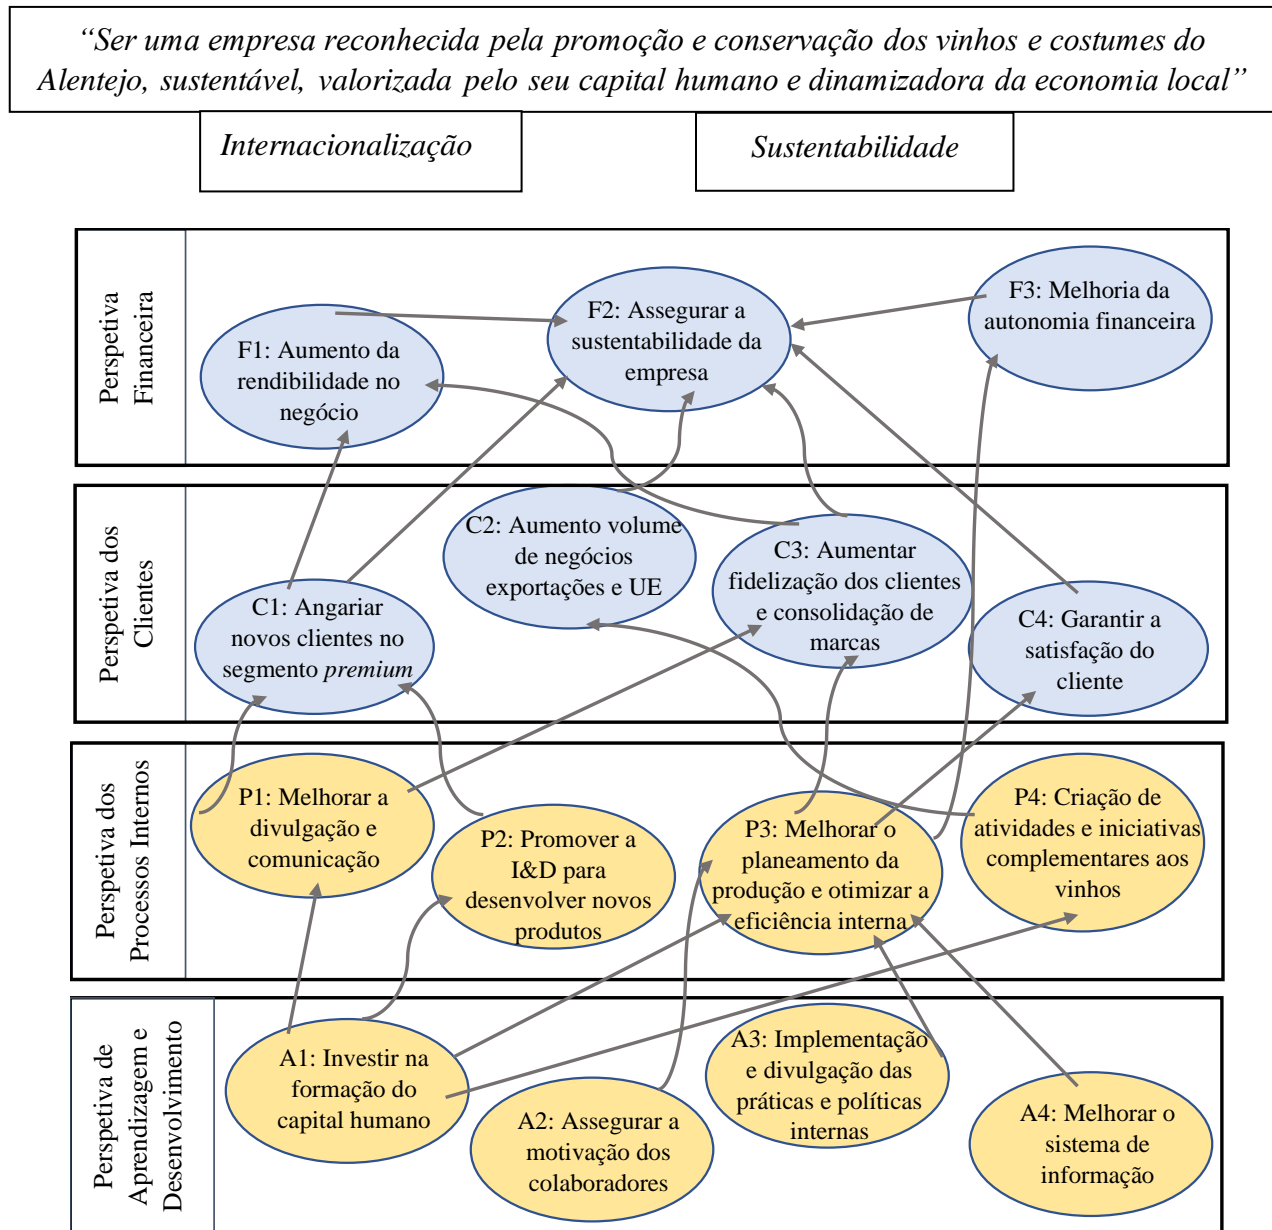 “Ser uma empresa reconhecida pela promoção e conservação dos vinhos e costumes do
Alentejo, sustentável, valorizada pelo seu capital humano e dinamizadora da economia local”
Internacionalização
Sustentabilidade
Perspetiva
Financeira
F1: Aumento da
rendibilidade no
negócio
F2: Assegurar a
sustentabilidade da
empresa
F3: Melhoria da
autonomia financeira
Perspetiva dos
Clientes
C1: Angariar
novos clientes no
segmento premium
C2: Aumento volume
de negócios
exportações e UE
C3: Aumentar
fidelização dos clientes
e consolidação de
marcas
C4: Garantir a
satisfação do
cliente
Perspetiva dos
Processos Internos
P1: Melhorar a
divulgação e
comunicação
P2: Promover a
I&D para
desenvolver novos
produtos
P3: Melhorar o
planeamento da
produção e otimizar a
eficiência interna
P4: Criação de
atividades e iniciativas
complementares aos
vinhos
Perspetiva de
Aprendizagem e
Desenvolvimento
A1: Investir na
formação do
capital humano
A2: Assegurar a
motivação dos
colaboradores
A3: Implementação
e divulgação das
práticas e políticas
internas
A4: Melhorar o
sistema de
informação